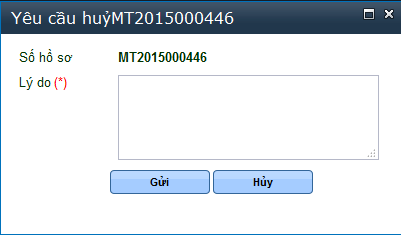 Yêu cầu huỷMT2015000446
Số hồ sơ MT2015000446
Lý do (*)
Gửi Hủy